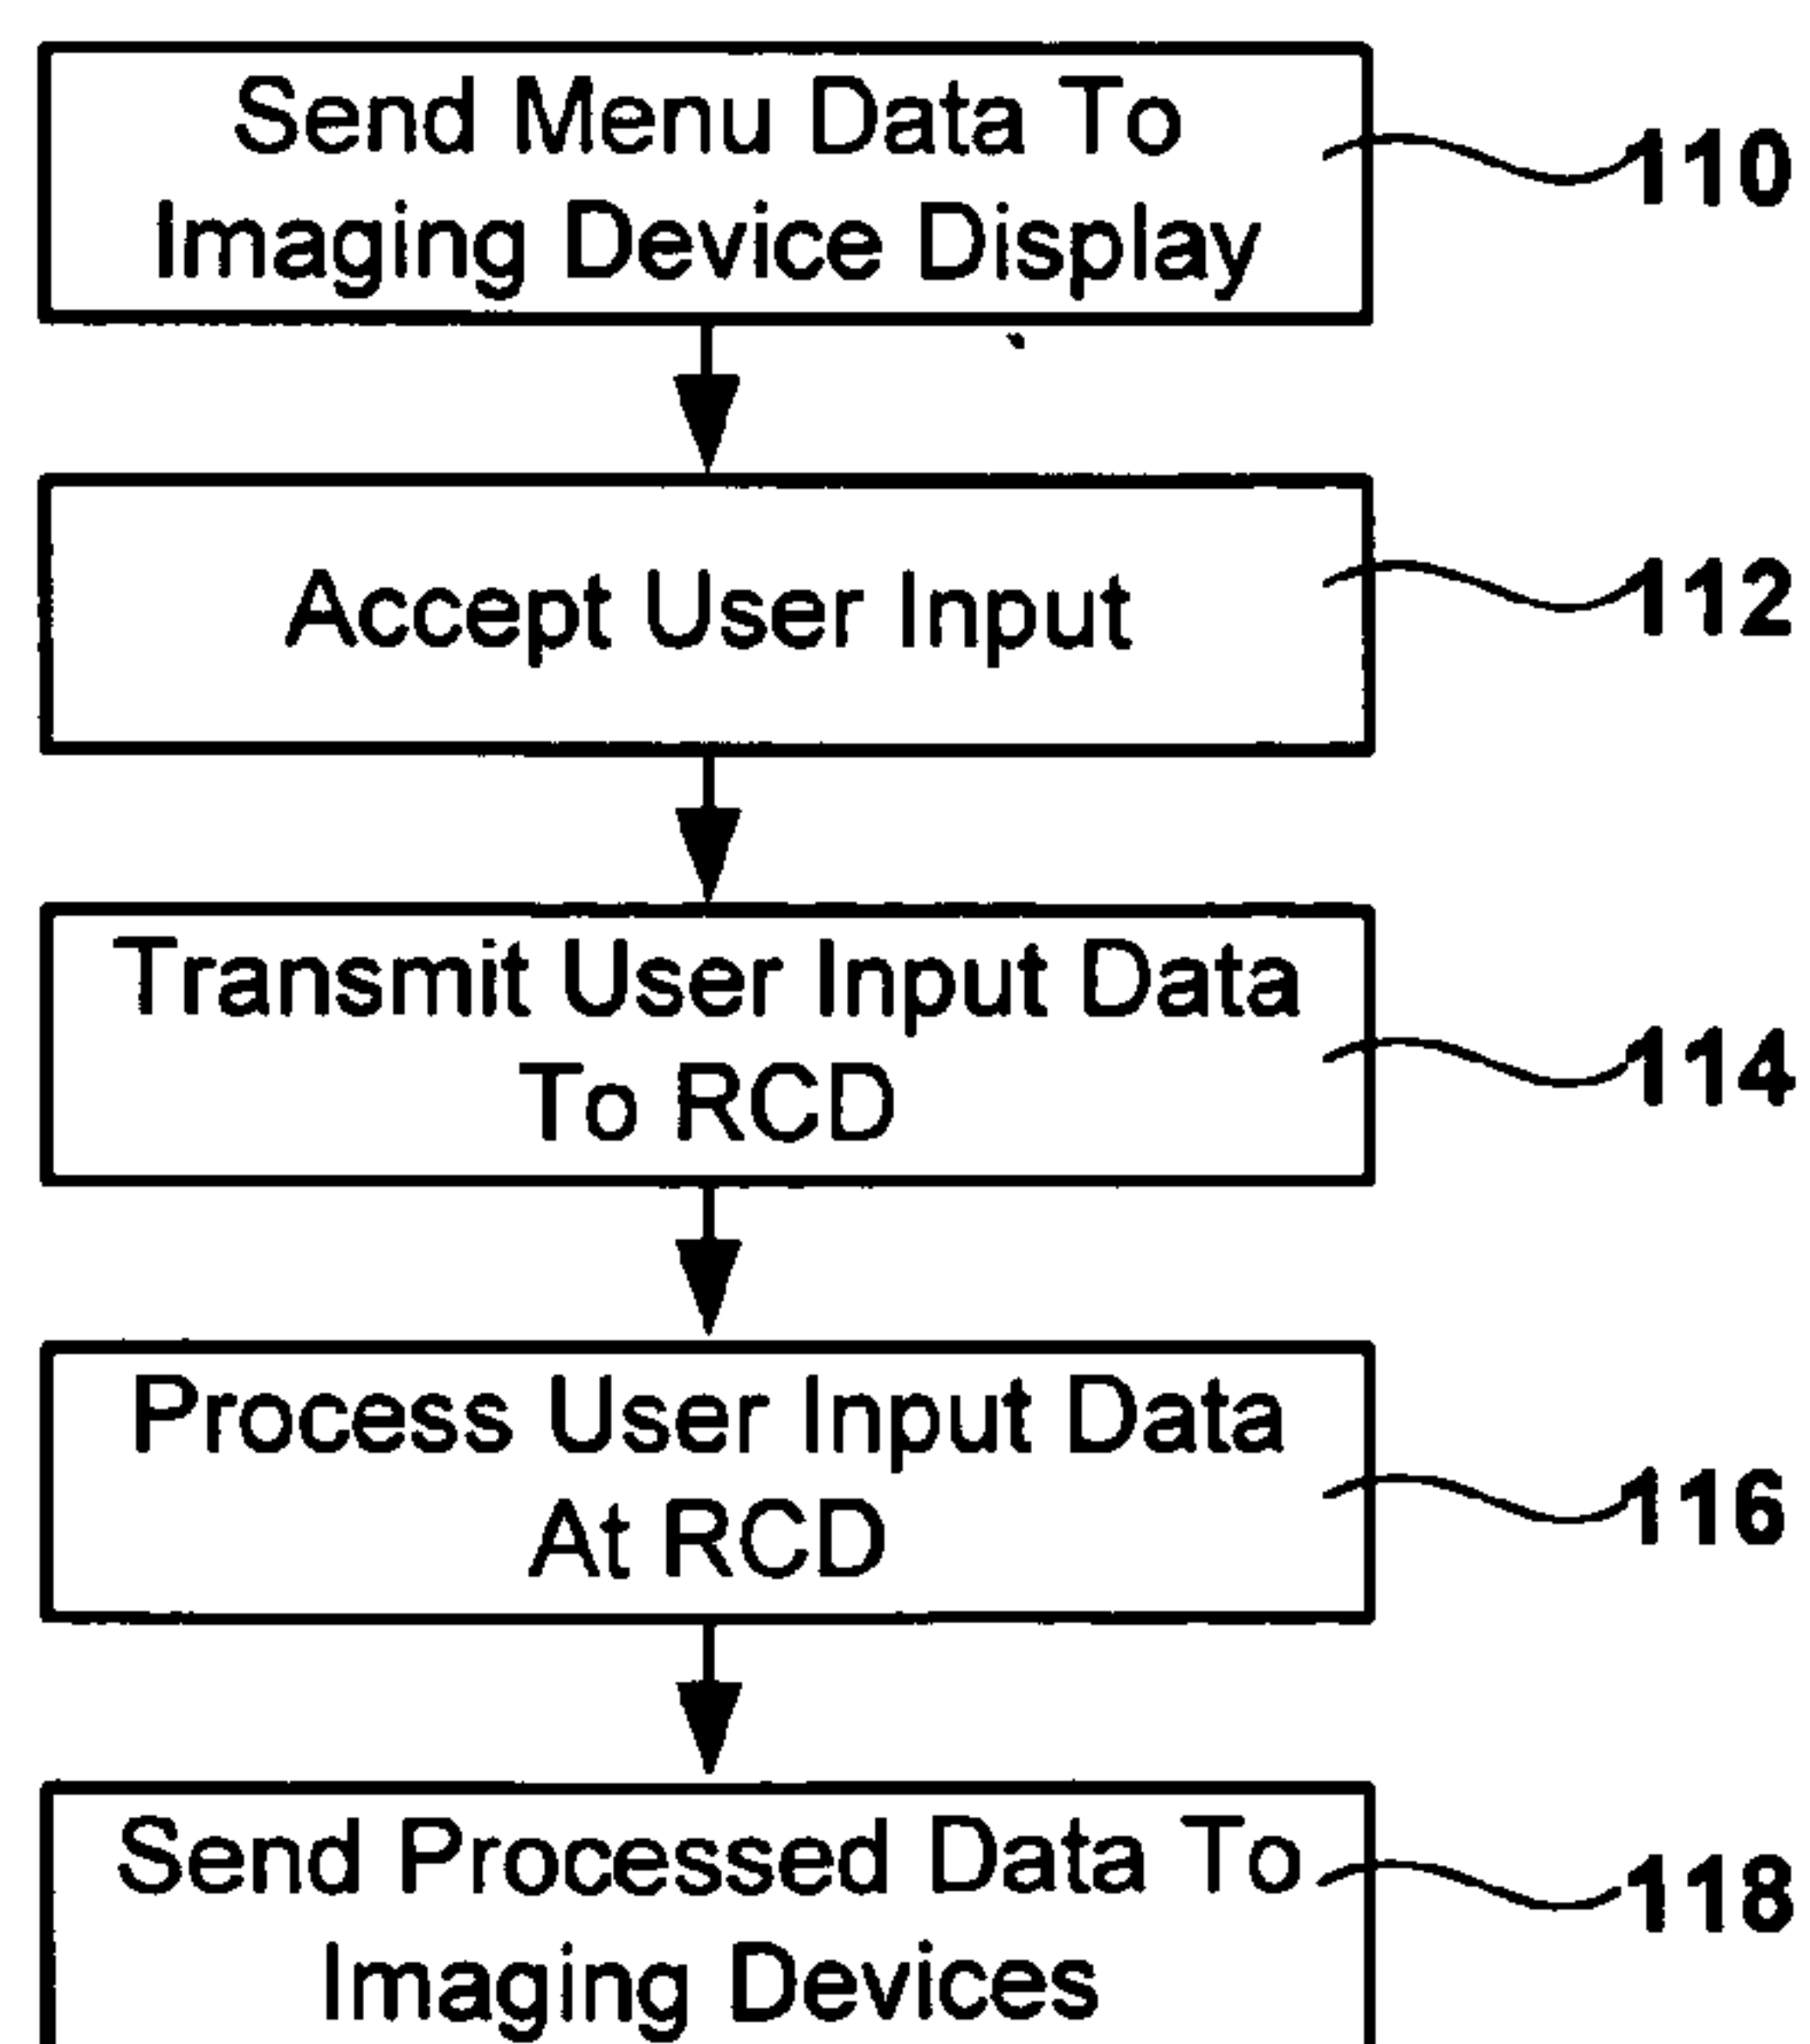 Send Menu Data To
Imaging Device Display
110
Accept User Input
112
Transmit User Input Data
To RCD
114
Process User Input Data
At RCD
116
Send Processed Data To
Imaging Devices
118